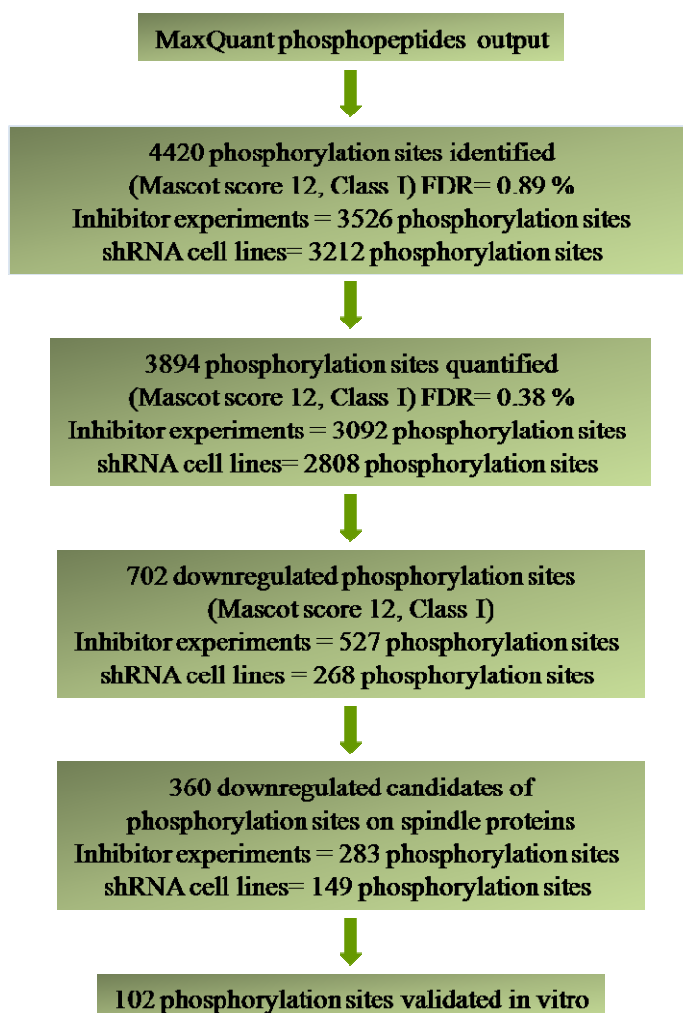 MaxQuant phosphopeptides output
4420 phosphorylation sites identified
(Mascot score 12, Class I) FDR= 0.89 %
Inhibitor experiments = 3526 phosphorylation sites
shRNA cell lines= 3212 phosphorylation sites
3894 phosphorylation sites quantified
(Mascot score 12, Class I) FDR= 0.38 %
Inhibitor experiments = 3092 phosphorylation sites
shRNA cell lines= 2808 phosphorylation sites
702 downregulated phosphorylation sites
(Mascot score 12, Class I)
Inhibitor experiments = 527 phosphorylation sites
shRNA cell lines = 268 phosphorylation sites
360 downregulated candidates of
phosphorylation sites on spindle proteins
Inhibitor experiments = 283 phosphorylation sites
shRNA cell lines= 149 phosphorylation sites
102 phosphorylation sites validated in vitro